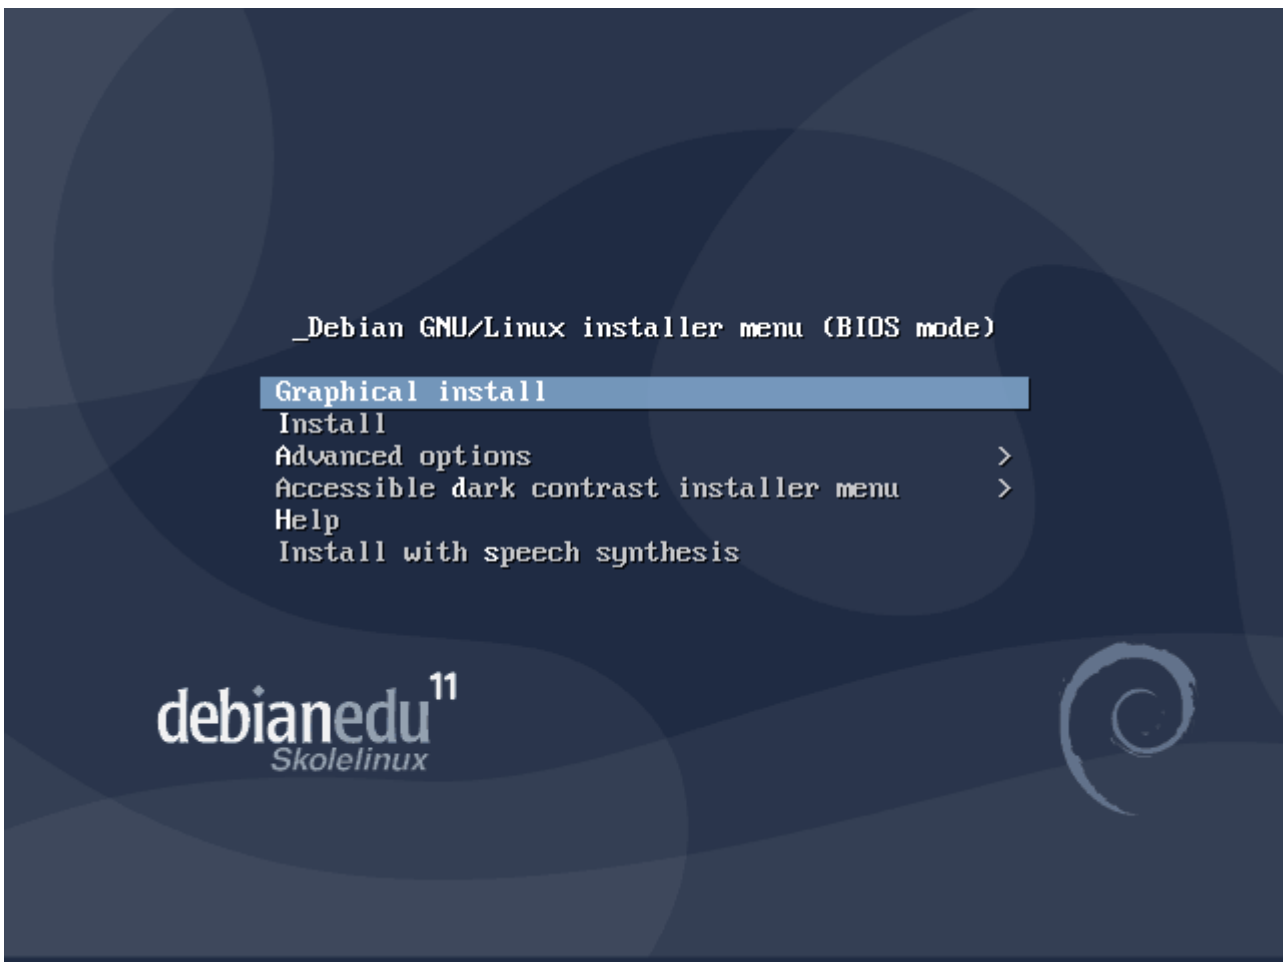 _Debian GNU/Linux installer menu (BIOS mode)
Graphical install
Install
Advanced options >
Accessible dark contrast installer menu >
Help
Install with speech synthesis
debianedu 11
Skolelinux